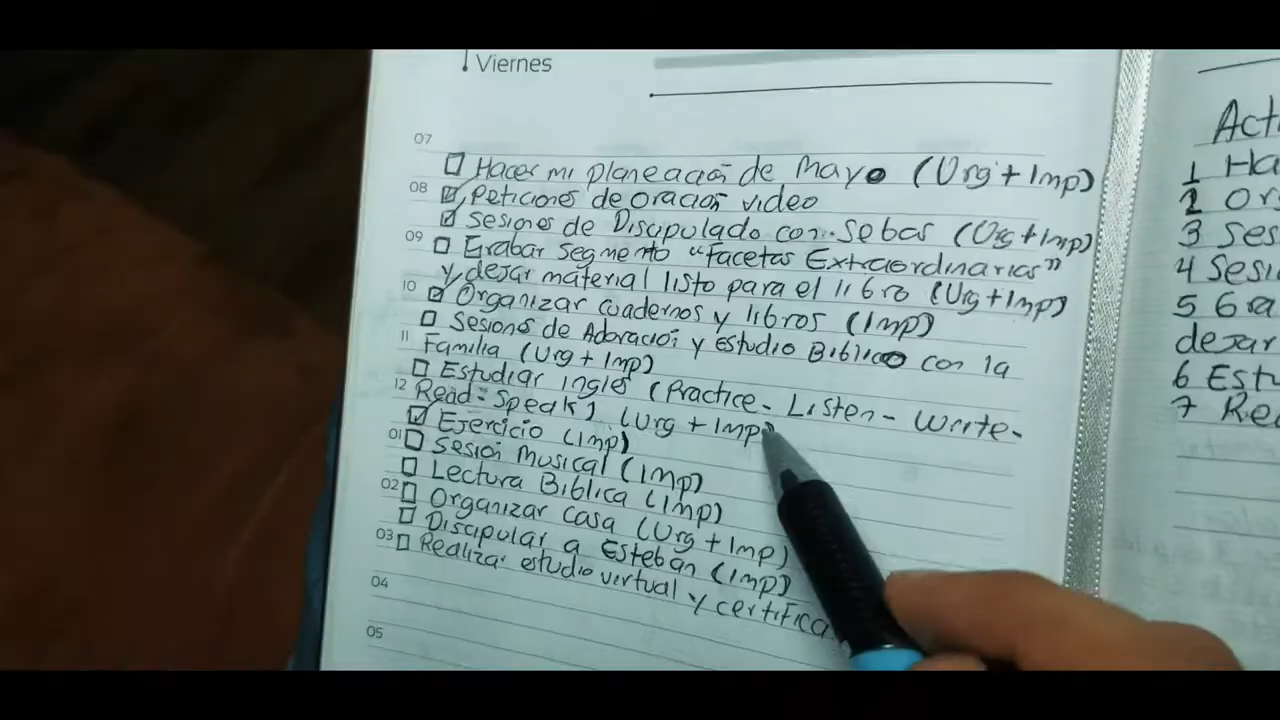 Viernes
07
Hacer mi planeación de Mayo (Urg + Imp)
08
Peticiones de oración video
Sesiones de Discipulado con Sebas (Urg + Imp)
09
Grabar segmento "Facetas Extraordinarias"
y dejar material listo para el libro (Urg + Imp)
10
Organizar cuadernos y libros (Imp)
Sesiones de Adoración y estudio Bíblico con la
11
Familia (Urg + Imp)
Estudiar ingles (Practice - Listen - Write -
12
Read - Speak) (Urg + Imp)
Ejercicio (Imp)
01
Sesión Musical (Imp)
Lectura Biblica (Imp)
02
Organizar casa (Urg + Imp)
Discipular a Esteban (Imp)
03
Realizar estudio virtual y certifica
04
05
Acti
1 Ha
2 Or
3 Ses
4 Sesi
5 Gra
dejar
6 Est
7 Re